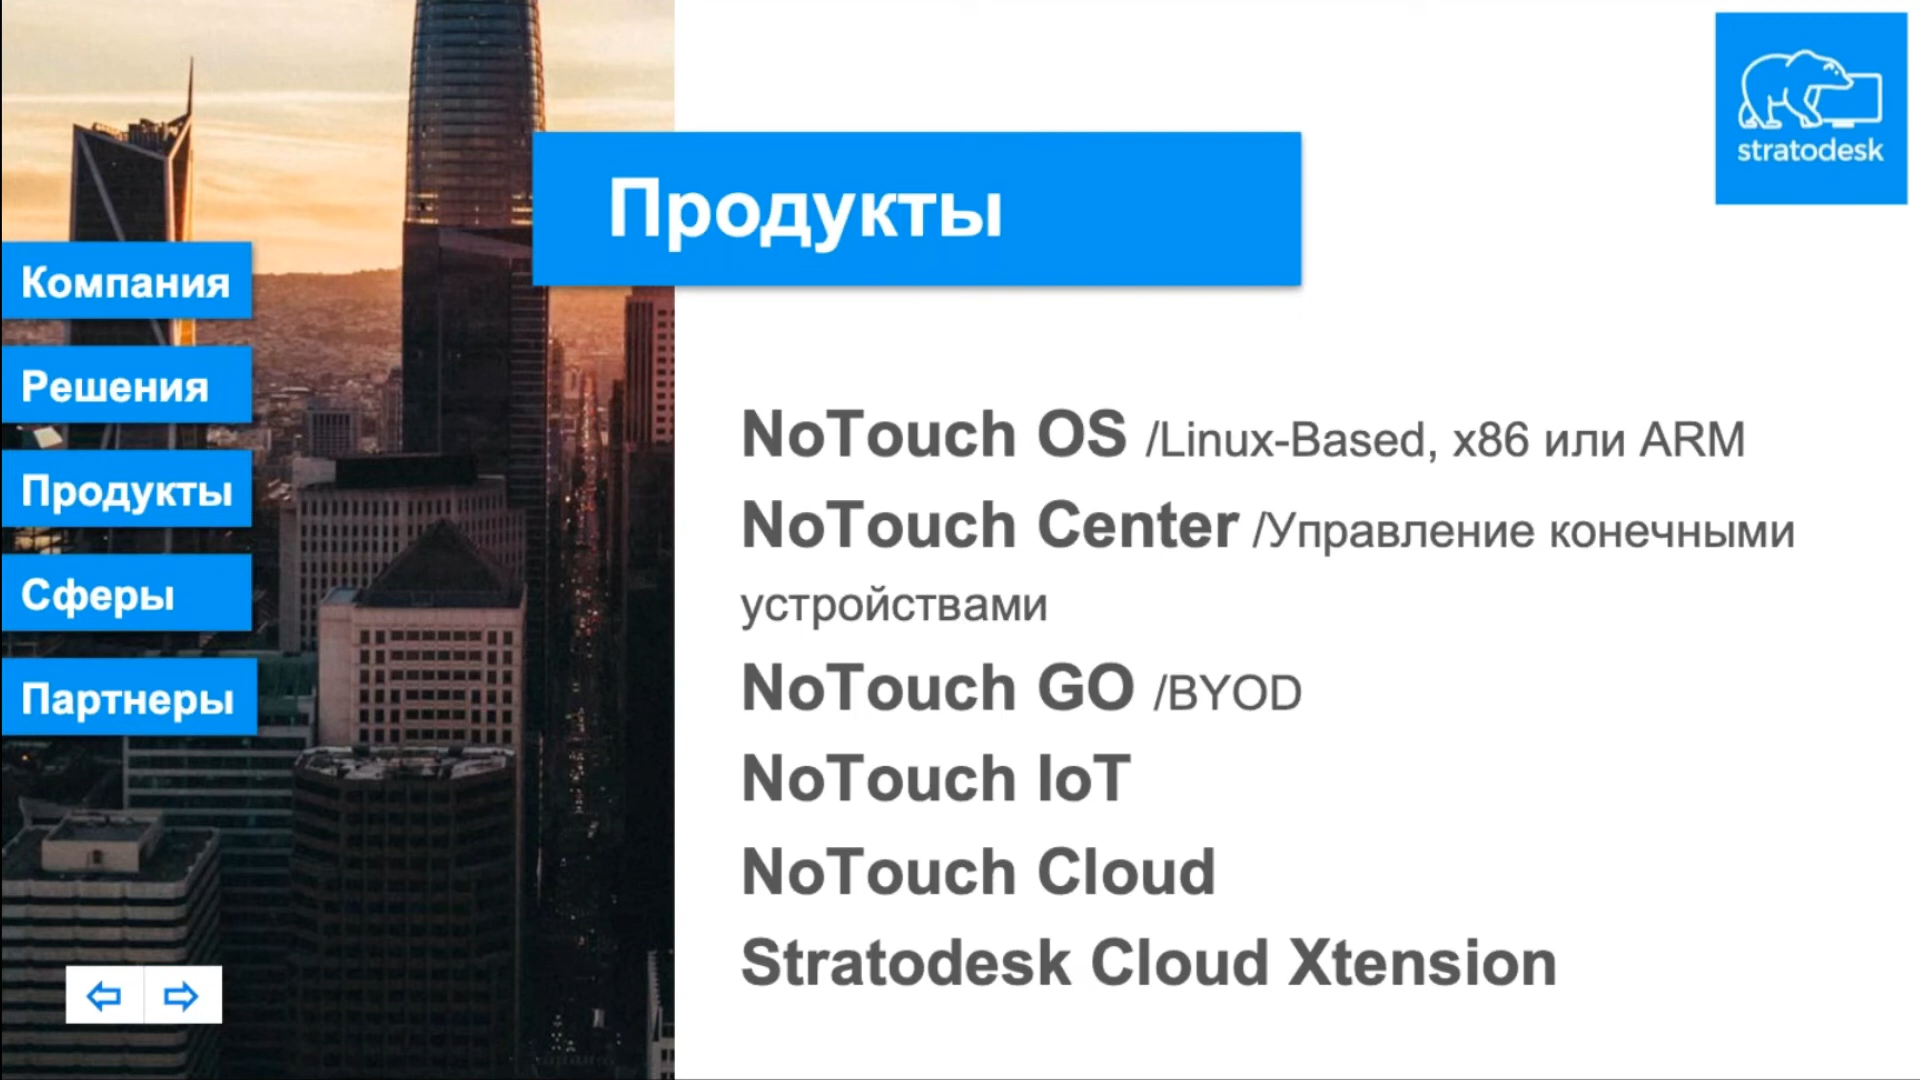 stratodesk
Продукты
Компания
Решения
Продукты
Сферы
Партнеры
NoTouch OS /Linux-Based, x86 или ARM
NoTouch Center /Управление конечными
устройствами
NoTouch GO /BYOD
NoTouch IoT
NoTouch Cloud
Stratodesk Cloud Xtension